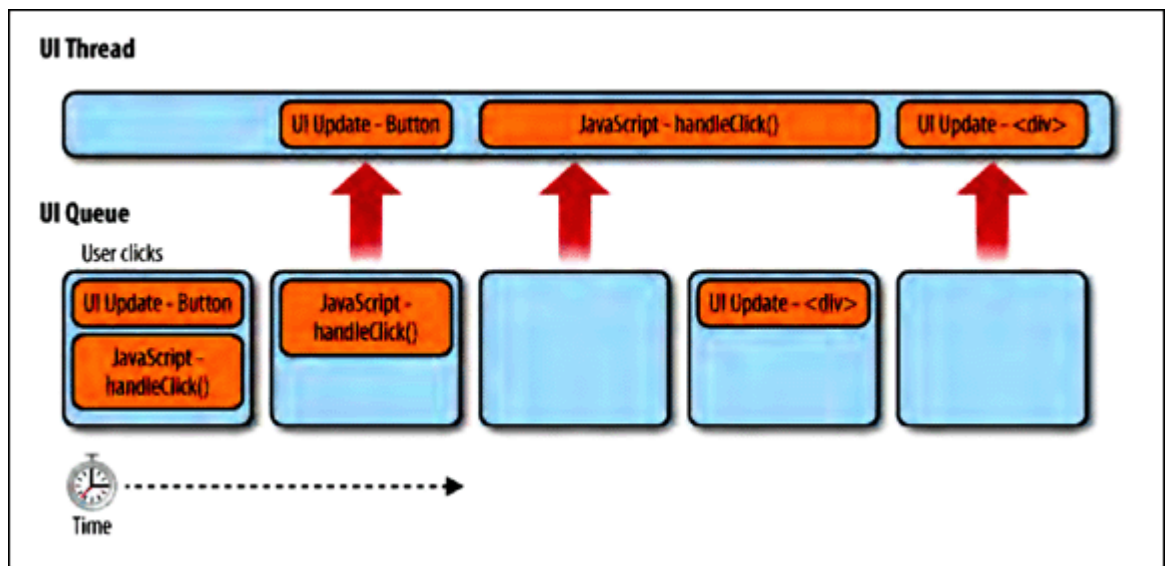 UI Thread
UI Update - Button
JavaScript - handleClick()
UI Update - <div>
UI Queue
User clicks
UI Update - Button
JavaScript -
handleClick()
JavaScript -
handleClick()
UI Update - <div>
Time